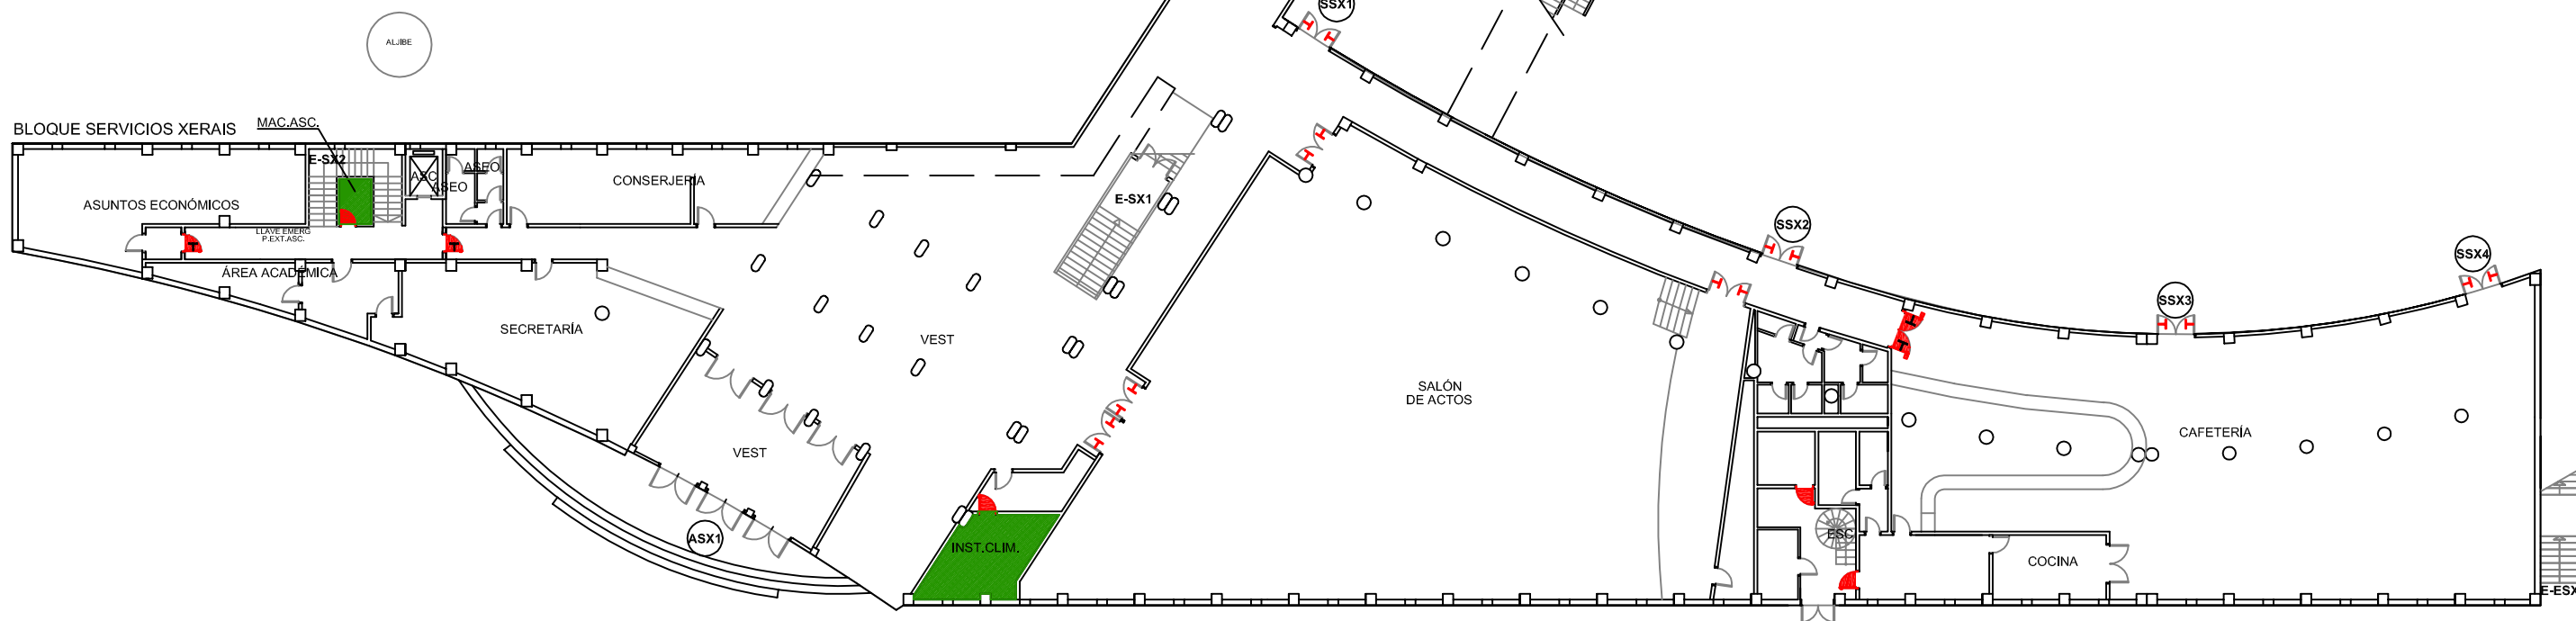 SSX1
ALJIBE
BLOQUE SERVICIOS XERAIS
MAC.ASC.
E-SX2
ASC
ASEO
ASEO
CONSERJERÍA
E-SX1
ASUNTOS ECONÓMICOS
LLAVE EMERG
P.EXT.ASC.
ÁREA ACADÉMICA
SECRETARÍA
VEST
VEST
ASX1
INST.CLIM.
SALÓN
DE ACTOS
SSX2
SSX3
SSX4
CAFETERÍA
ESC
COCINA
E-ESX